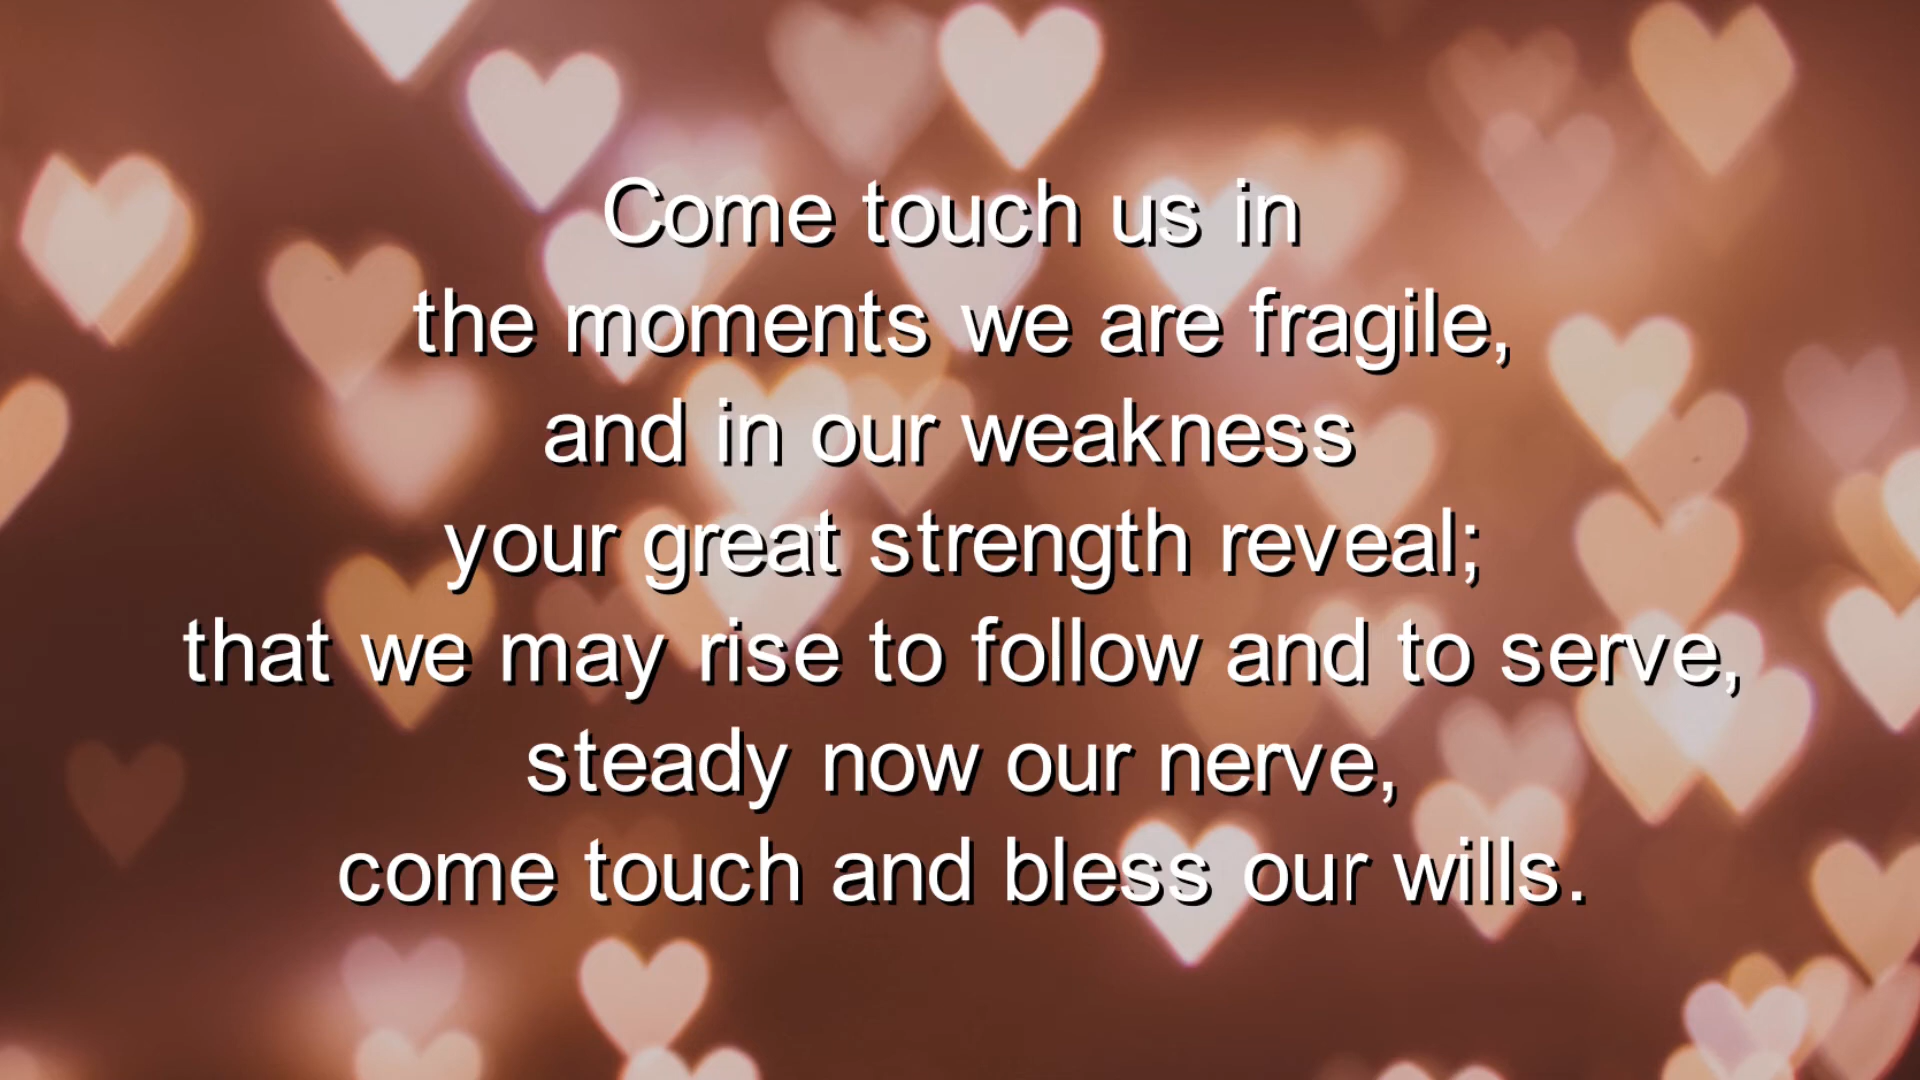 Come touch us in
the moments we are fragile,
and in our weakness
your great strength reveal;
that we may rise to follow and to serve,
steady now our nerve,
come touch and bless our wills.